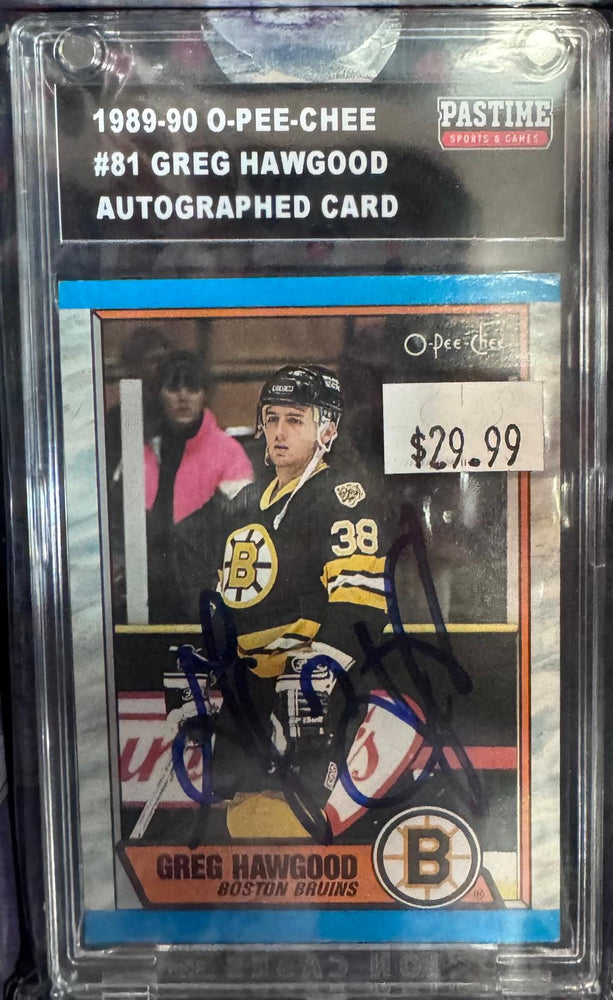 1989-90 O-PEE-CHEE
PASTIME
SPORTS & GAMES
#81 GREG HAWGOOD
AUTOGRAPHED CARD
O-Pee-Chee
$29.99
38
B
GREG HAWGOOD
BOSTON BRUINS
B